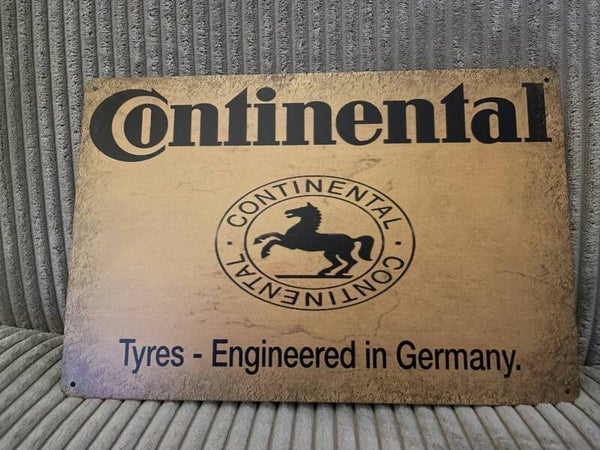 Continental
CONTINENTAL · CONTINENTAL ·
Tyres - Engineered in Germany.